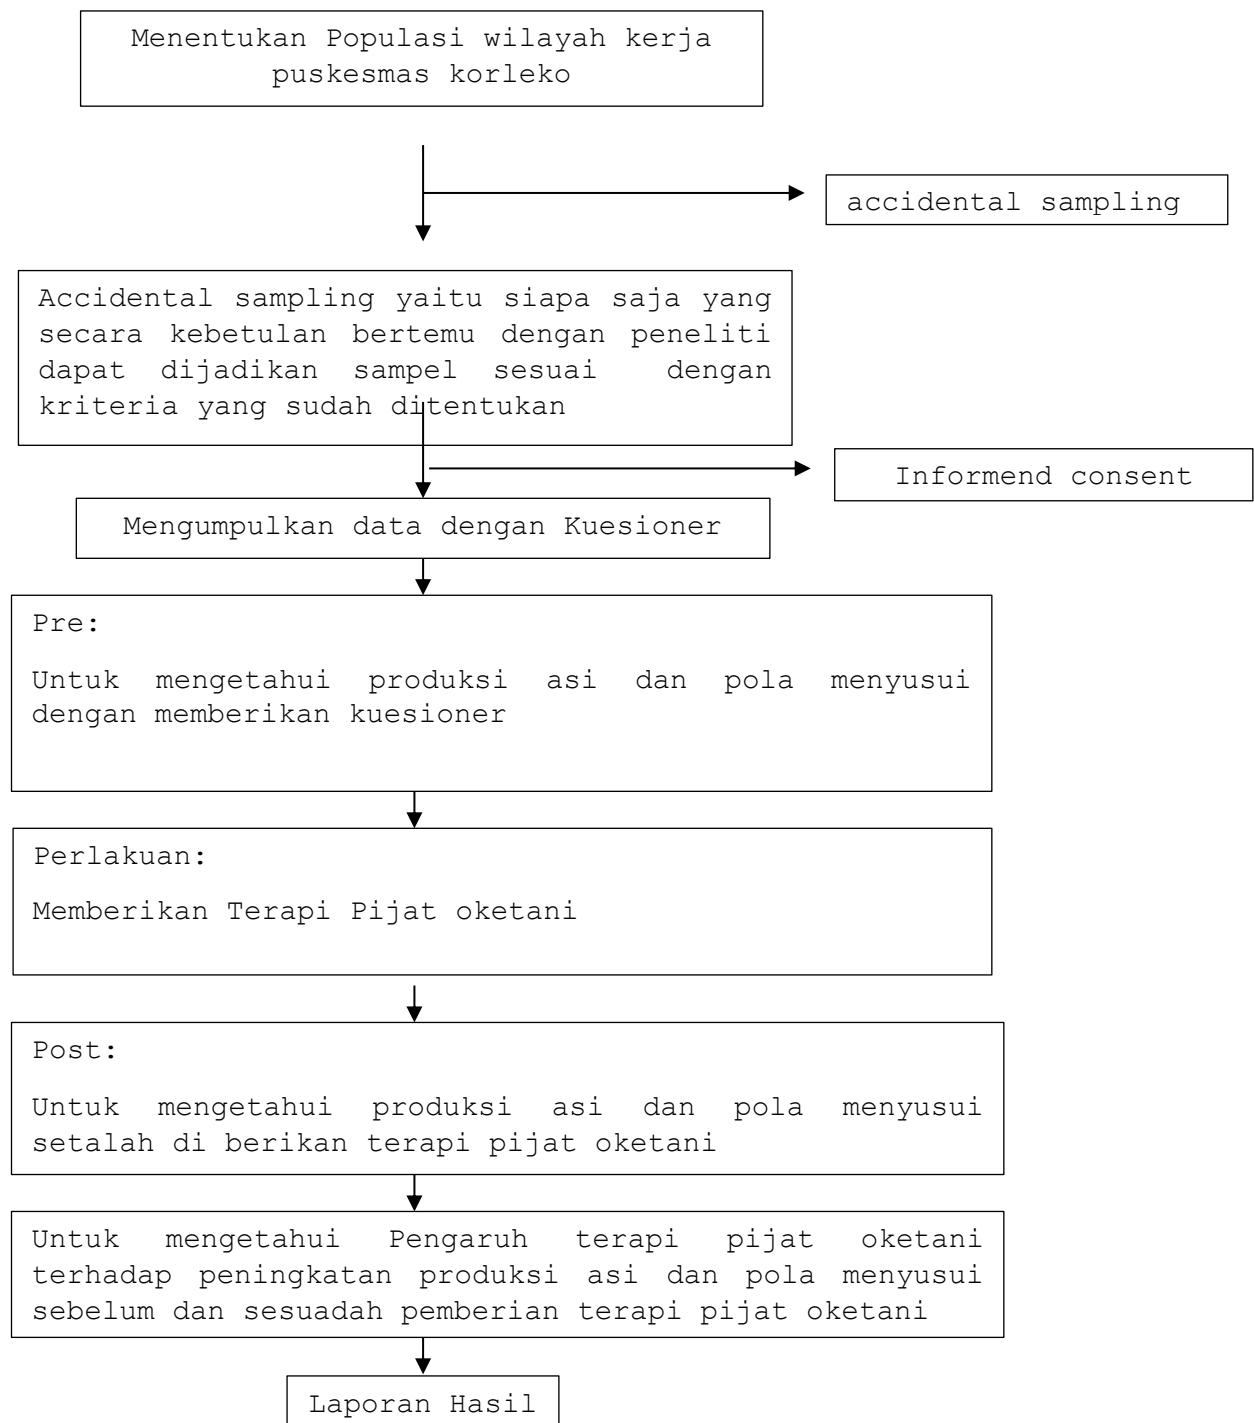 Menentukan Populasi wilayah kerja
puskesmas korleko
accidental sampling
Accidental sampling yaitu siapa saja yang
secara kebetulan bertemu dengan peneliti
dapat dijadikan sampel sesuai dengan
kriteria yang sudah ditentukan
Informend consent
Mengumpulkan data dengan Kuesioner
Pre:
Untuk mengetahui produksi asi dan pola menyusui
dengan memberikan kuesioner
Perlakuan:
Memberikan Terapi Pijat oketani
Post:
Untuk mengetahui produksi asi dan pola menyusui
setalah di berikan terapi pijat oketani
Untuk mengetahui Pengaruh terapi pijat oketani
terhadap peningkatan produksi asi dan pola menyusui
sebelum dan sesuadah pemberian terapi pijat oketani
Laporan Hasil